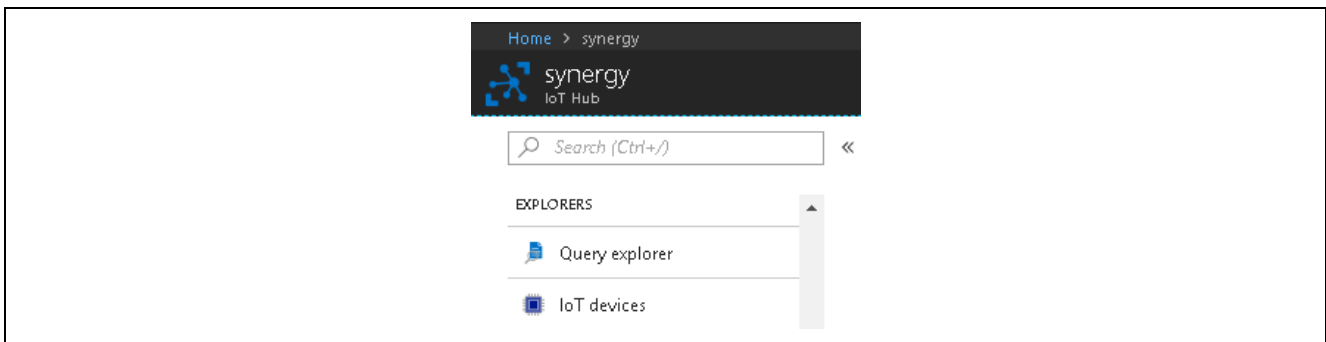 Home > synergy
synergy
IoT Hub
Search (Ctrl+/)
EXPLORERS
Query explorer
IoT devices